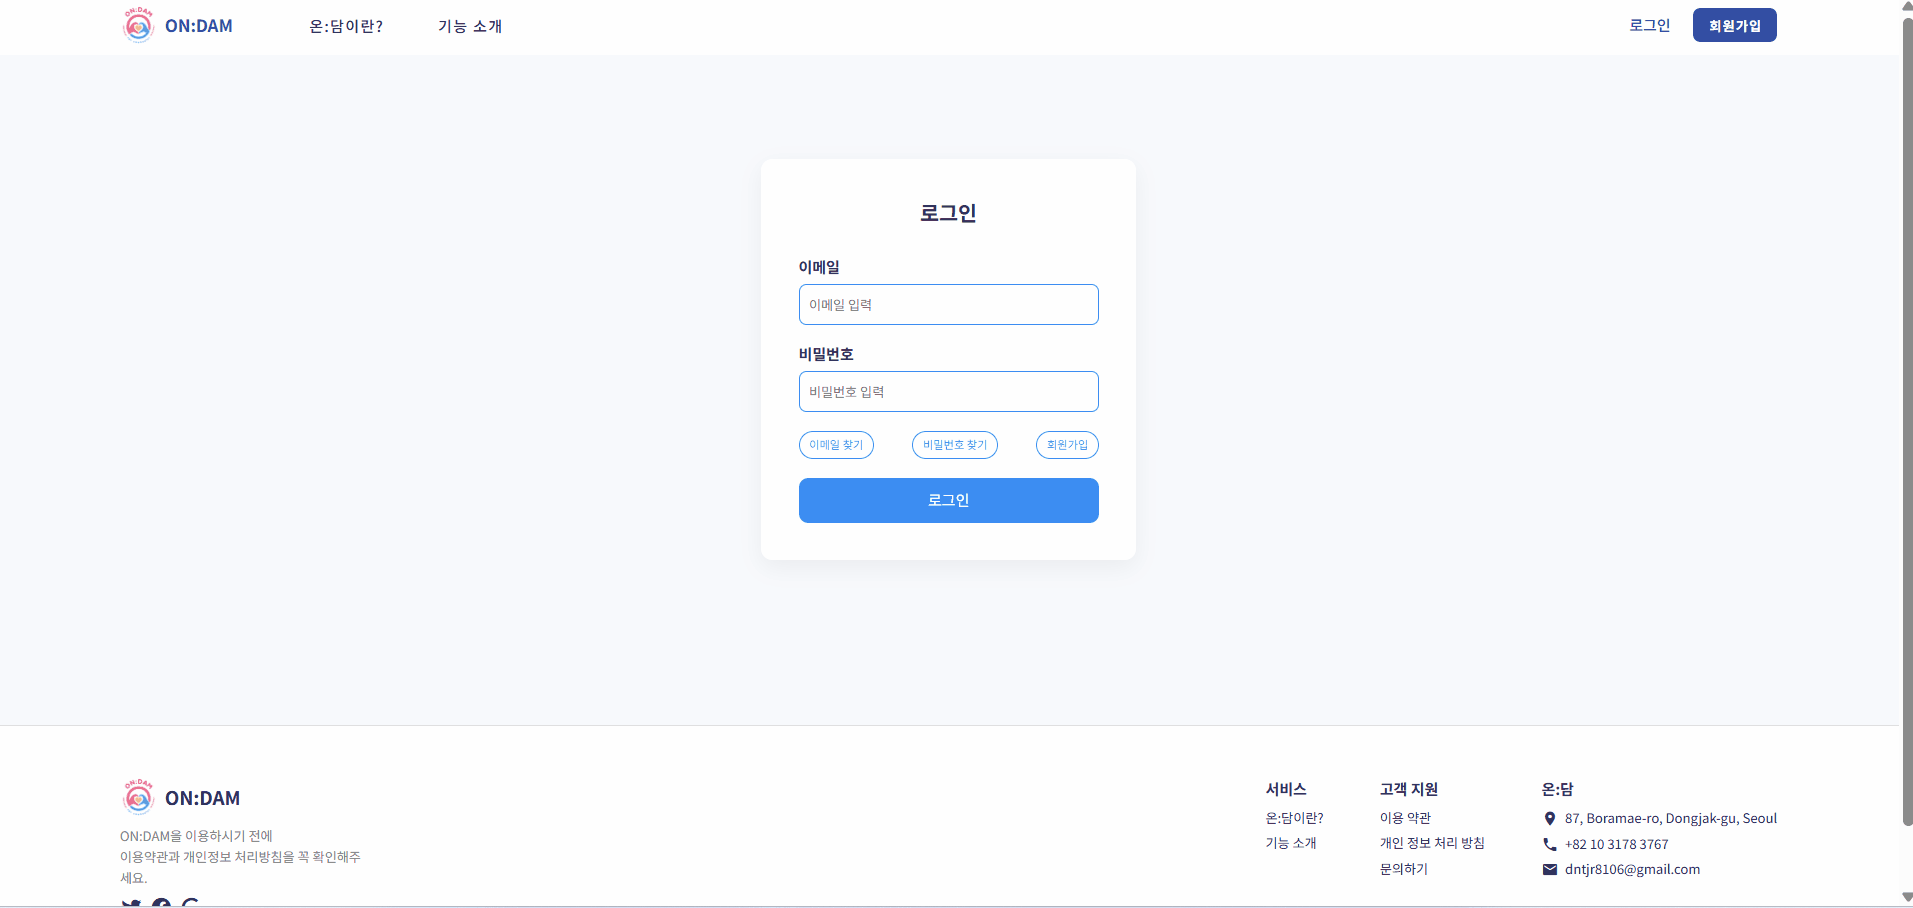 ON:DAM
ON:DAM
온:담이란?
기능 소개
로그인
회원가입
로그인
이메일
이메일 입력
비밀번호
비밀번호 입력
이메일 찾기
비밀번호 찾기
회원가입
로그인
ON:DAM
ON:DAM
ON:DAM을 이용하시기 전에
이용약관과 개인정보 처리방침을 꼭 확인해주
세요.
서비스
온:담이란?
기능 소개
고객 지원
이용 약관
개인 정보 처리 방침
문의하기
온:담
87, Boramae-ro, Dongjak-gu, Seoul
+82 10 3178 3767
dntjr8106@gmail.com